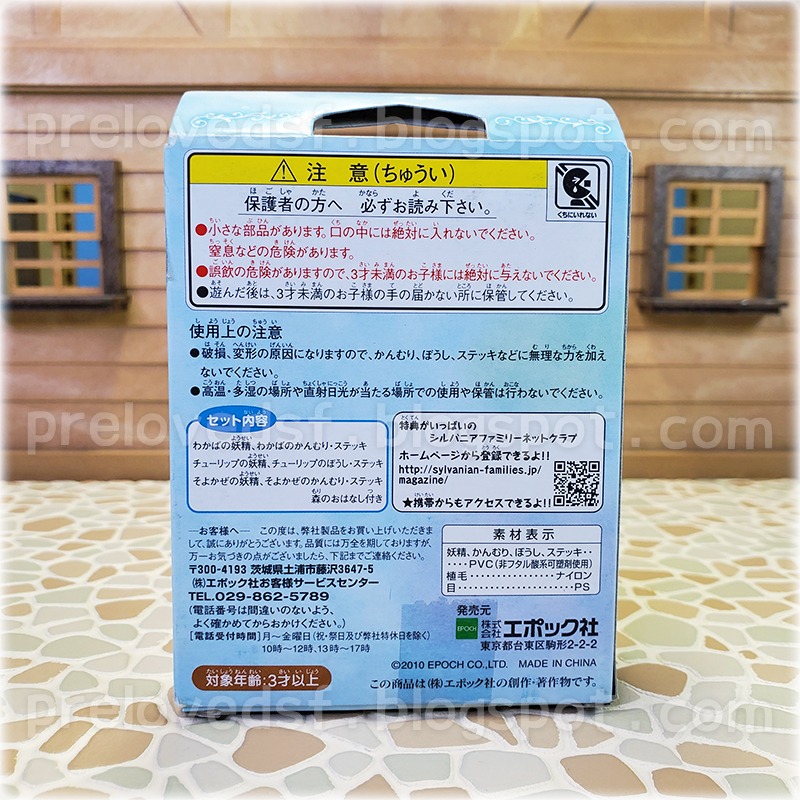 prelovedsf.blogspot.com
⚠ 注意(ちゅうい)
保護者の方へ 必ずお読み下さい。
●小さな部品があります。口の中には絶対に入れないでください。
窒息などの危険があります。
●誤飲の危険がありますので、3才未満のお子様には絶対に与えないでください。
●遊んだあとは、3才未満のお子様の手の届かない所に保管してください。
くちにいれない
使用上の注意
●破損、変形の原因になりますので、かんむり、ぼうし、ステッキなどに無理な力を加え
ないでください。
●高温・多湿の場所や直射日光が当たる場所での使用や保管は行わないでください。
prelovedsf.blogspot.com
セット内容
わかばの妖精、わかばのかんむり・ステッキ
チューリップの妖精、チューリップのぼうし・ステッキ
そよかぜの妖精、そよかぜのかんむり・ステッキ
森のおはなし付き
特典がいっぱいの
シルバニアファミリーネットクラブ
ホームページから登録できるよ!!
http://sylvanian-families.jp/
magazine/
★携帯からもアクセスできるよ!!
―お客様へ― この度は、弊社製品をお買い上げいただきま
して、誠にありがとうございます。品質には万全を期しておりますが、
万一お気づきの点がございましたら、下記までご連絡ください。
〒300-4193 茨城県土浦市藤沢3647-5
(株)エポック社お客様サービスセンター
TEL.029-862-5789
(電話番号は間違いのないよう、
よく確かめてからおかけください。)
[電話受付時間]月〜金曜日(祝・祭日及び弊社特休日を除く)
10時〜12時、13時〜17時
対象年齢:3才以上
素材表示
妖精、かんむり、ぼうし、ステッキ・・
・・・・PVC(非フタル酸系可塑剤使用)
植毛・・・・・・・・・・・・・・・・ナイロン
目・・・・・・・・・・・・・・・・・・・・PS
発売元
EPOCH 株式会社 エポック社
東京都台東区駒形2-2-2
©2010 EPOCH CO.,LTD. MADE IN CHINA
この商品は(株)エポック社の創作・著作物です。
prelovedsf.blogspot.com